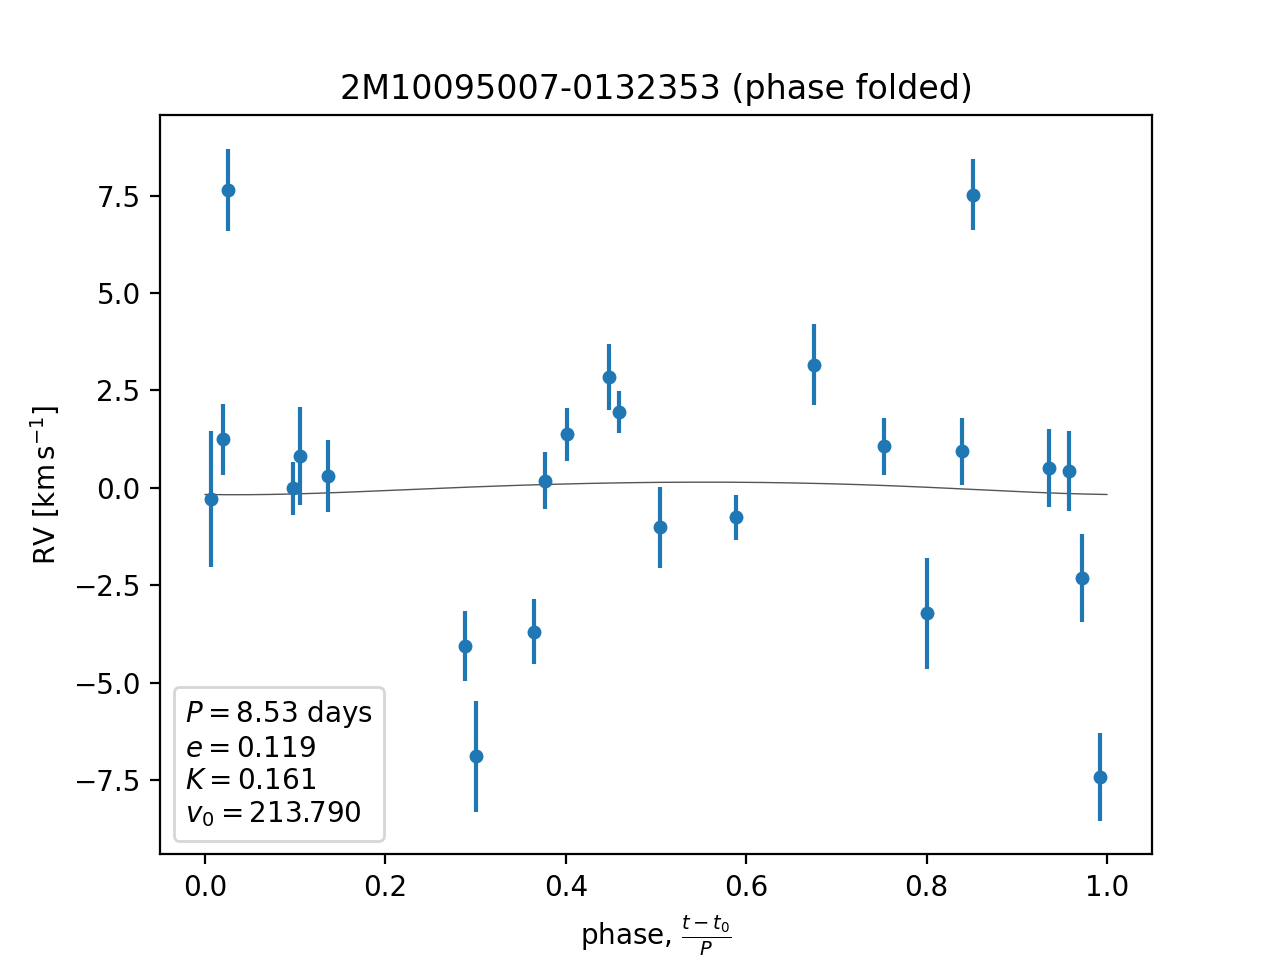 2M10095007-0132353 (phase folded)
7.5
5.0
2.5
0.0
−2.5
−5.0
−7.5
RV [km s⁻¹]
P = 8.53 days
e = 0.119
K = 0.161
v₀ = 213.790
0.0 0.2 0.4 0.6 0.8 1.0
phase, (t − t₀)/P